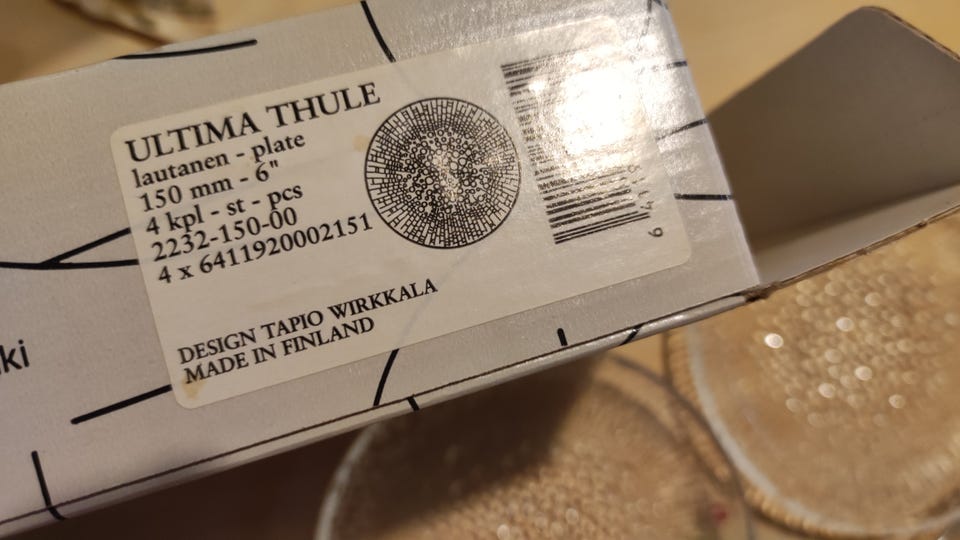 ULTIMA THULE
lautanen - plate
150 mm - 6"
4 kpl - st - pcs
2232-150-00
4 x 6411920002151
DESIGN TAPIO WIRKKALA
MADE IN FINLAND
ki